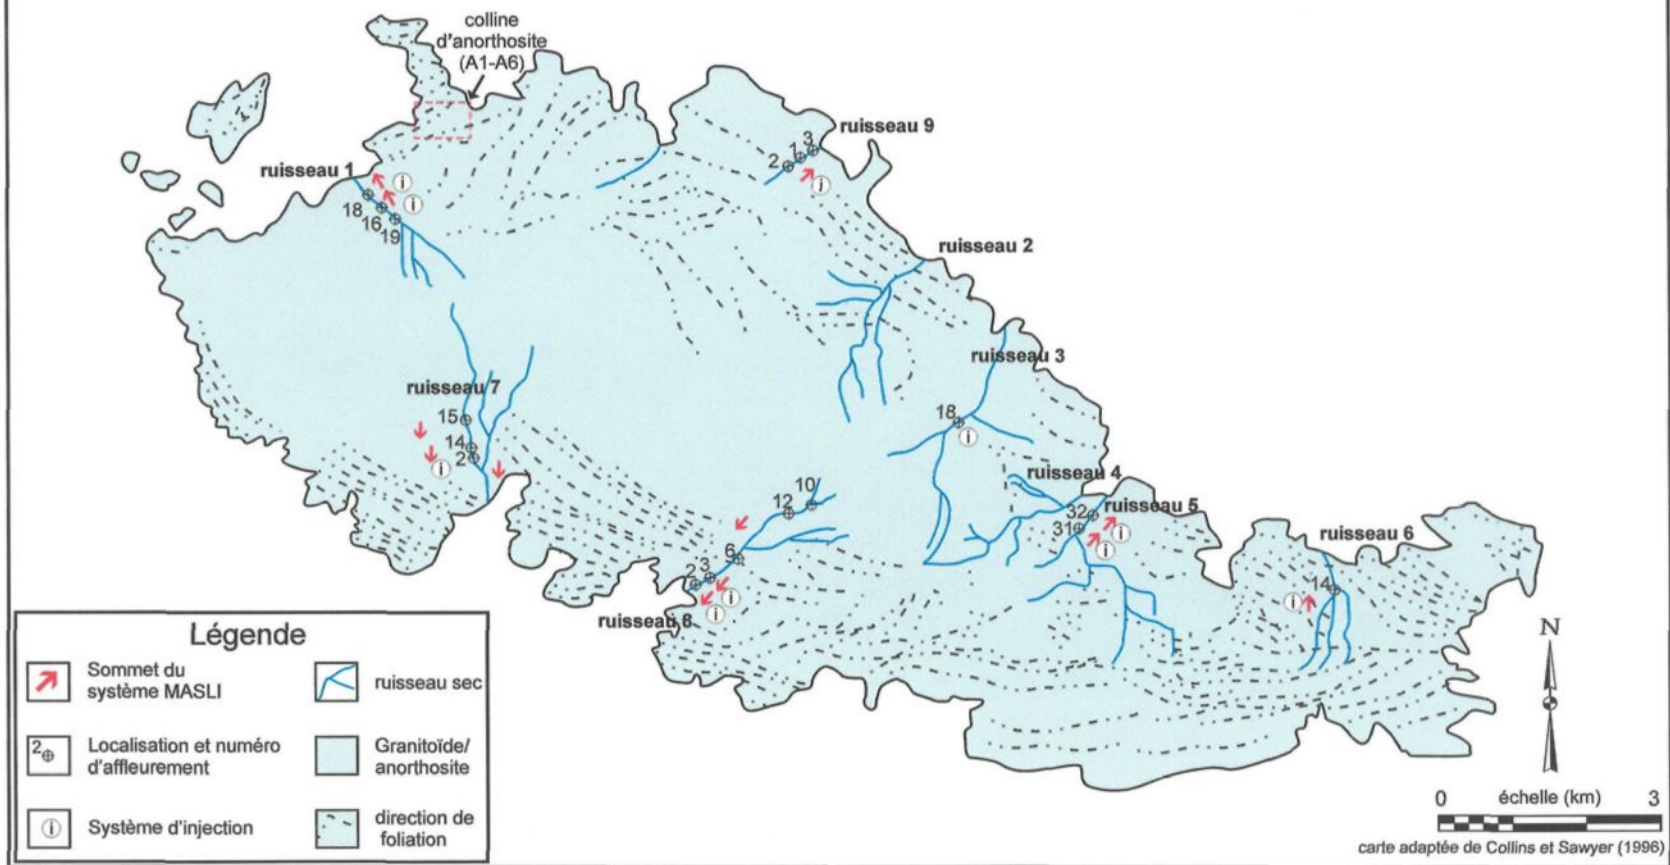 colline
d'anorthosite
(A1-A6)
ruisseau 9
3
1
2
j
ruisseau 1
i
i
18
16
19
ruisseau 2
ruisseau 3
ruisseau 7
15
14
2
i
18
i
ruisseau 4
10
12
32
ruisseau 5
31
i
i
ruisseau 6
6
3
2
i
i
ruisseau 8
14
i
Légende
Sommet du
système MASLI
ruisseau sec
2
Localisation et numéro
d'affleurement
Granitoïde/
anorthosite
i
Système d'injection
direction de
foliation
N
0 échelle (km) 3
carte adaptée de Collins et Sawyer (1996)